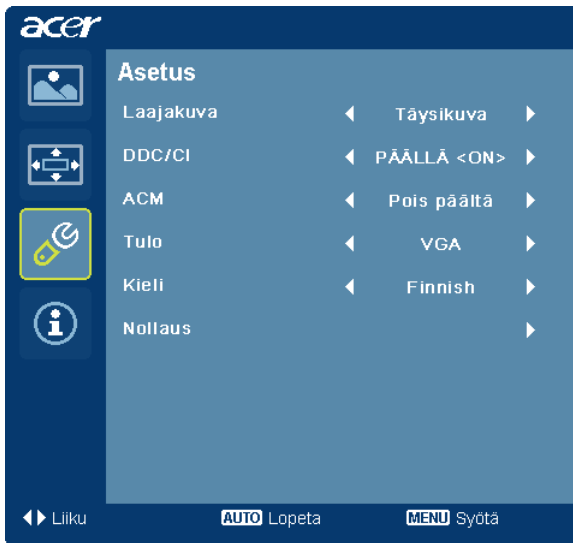 acer
Asetus
Laajakuva Täysikuva
DDC/CI PÄÄLLÄ <ON>
ACM Pois päältä
Tulo VGA
Kieli Finnish
Nollaus
Liiku AUTO Lopeta MENU Syötä